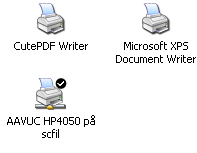 CutePDF Writer
Microsoft XPS
Document Writer
AAVUC HP4050 på
scfil